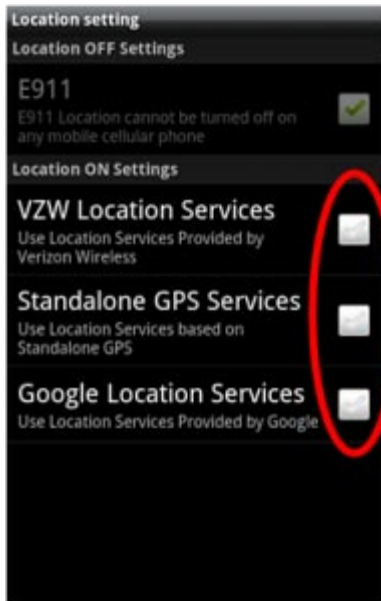 Location setting
Location OFF Settings
E911
E911 Location cannot be turned off on
any mobile cellular phone
Location ON Settings
VZW Location Services
Use Location Services Provided by
Verizon Wireless
Standalone GPS Services
Use Location Services based on
Standalone GPS
Google Location Services
Use Location Services Provided by Google